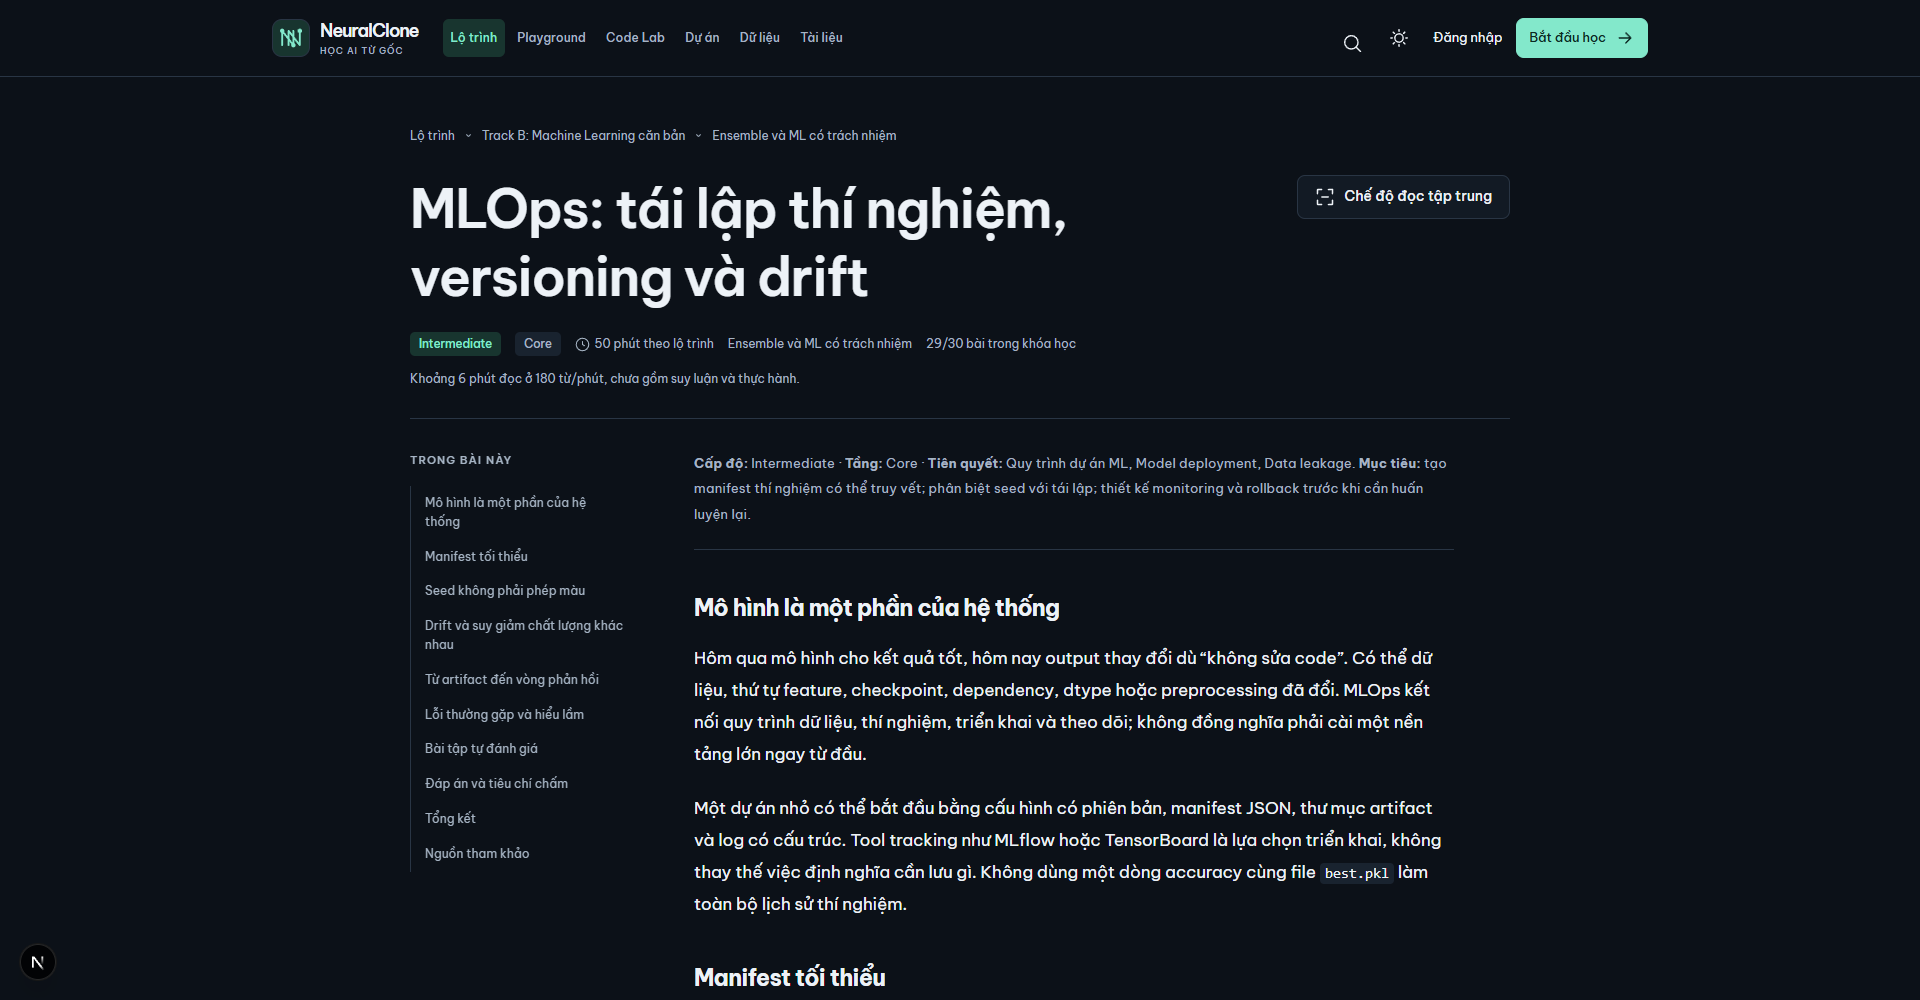 NeuralClone
HỌC AI TỪ GỐC
Lộ trình
Playground
Code Lab
Dự án
Dữ liệu
Tài liệu
Đăng nhập
Bắt đầu học
Lộ trình
Track B: Machine Learning căn bản
Ensemble và ML có trách nhiệm
MLOps: tái lập thí nghiệm,
versioning và drift
Chế độ đọc tập trung
Intermediate
Core
50 phút theo lộ trình
Ensemble và ML có trách nhiệm
29/30 bài trong khóa học
Khoảng 6 phút đọc ở 180 từ/phút, chưa gồm suy luận và thực hành.
TRONG BÀI NÀY
Mô hình là một phần của hệ
thống
Manifest tối thiểu
Seed không phải phép màu
Drift và suy giảm chất lượng khác
nhau
Từ artifact đến vòng phản hồi
Lỗi thường gặp và hiểu lầm
Bài tập tự đánh giá
Đáp án và tiêu chí chấm
Tổng kết
Nguồn tham khảo
Cấp độ: Intermediate · Tầng: Core · Tiên quyết: Quy trình dự án ML, Model deployment, Data leakage. Mục tiêu: tạo
manifest thí nghiệm có thể truy vết; phân biệt seed với tái lập; thiết kế monitoring và rollback trước khi cần huấn
luyện lại.
Mô hình là một phần của hệ thống
Hôm qua mô hình cho kết quả tốt, hôm nay output thay đổi dù “không sửa code”. Có thể dữ
liệu, thứ tự feature, checkpoint, dependency, dtype hoặc preprocessing đã đổi. MLOps kết
nối quy trình dữ liệu, thí nghiệm, triển khai và theo dõi; không đồng nghĩa phải cài một nền
tảng lớn ngay từ đầu.
Một dự án nhỏ có thể bắt đầu bằng cấu hình có phiên bản, manifest JSON, thư mục artifact
và log có cấu trúc. Tool tracking như MLflow hoặc TensorBoard là lựa chọn triển khai, không
thay thế việc định nghĩa cần lưu gì. Không dùng một dòng accuracy cùng file best.pkl làm
toàn bộ lịch sử thí nghiệm.
Manifest tối thiểu